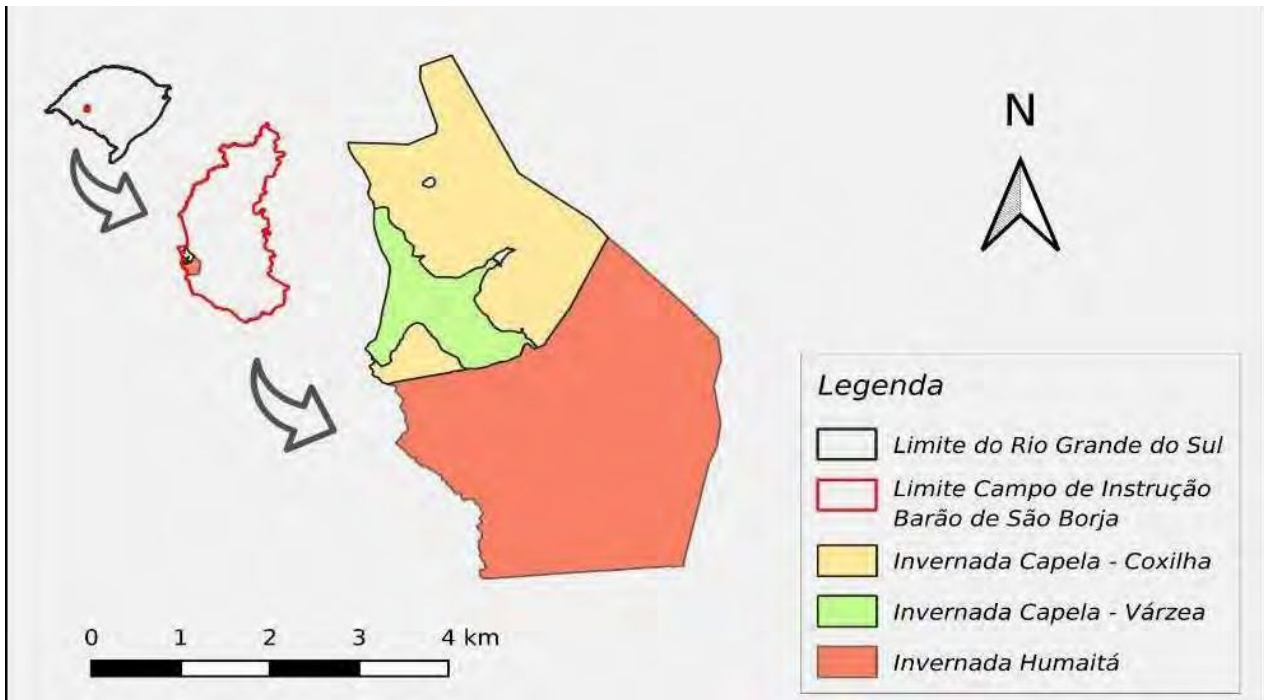 N
Legenda
Limite do Rio Grande do Sul
Limite Campo de Instrução
Barão de São Borja
Invernada Capela - Coxilha
Invernada Capela - Várzea
Invernada Humaitá
0 1 2 3 4 km